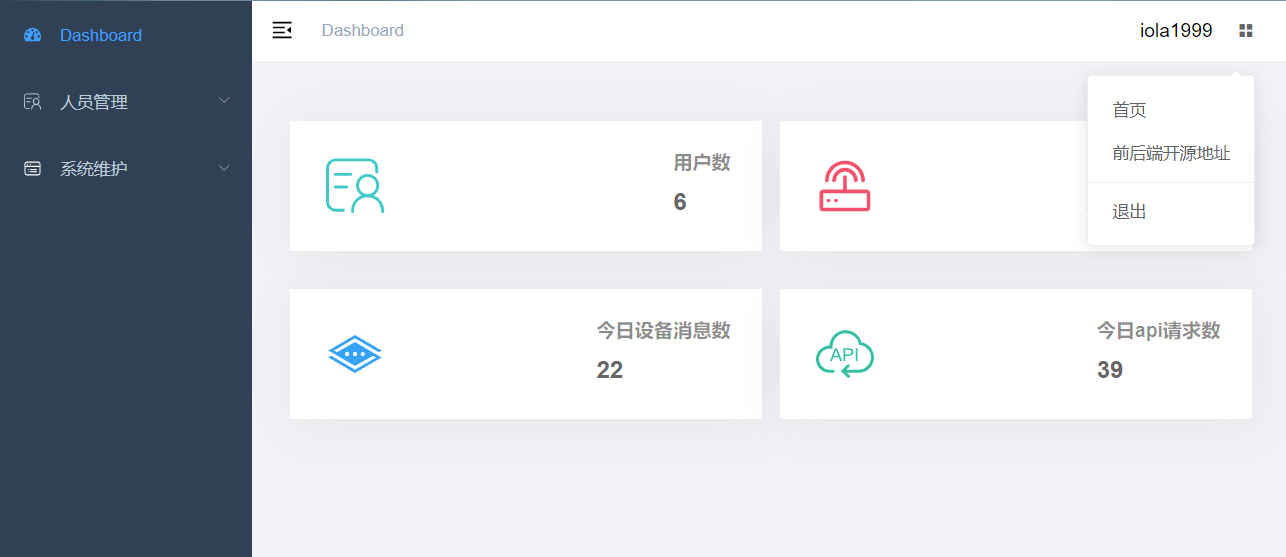 Dashboard
人员管理
系统维护
Dashboard
iola1999
首页
前后端开源地址
退出
用户数
6
今日设备消息数
22
API
今日api请求数
39